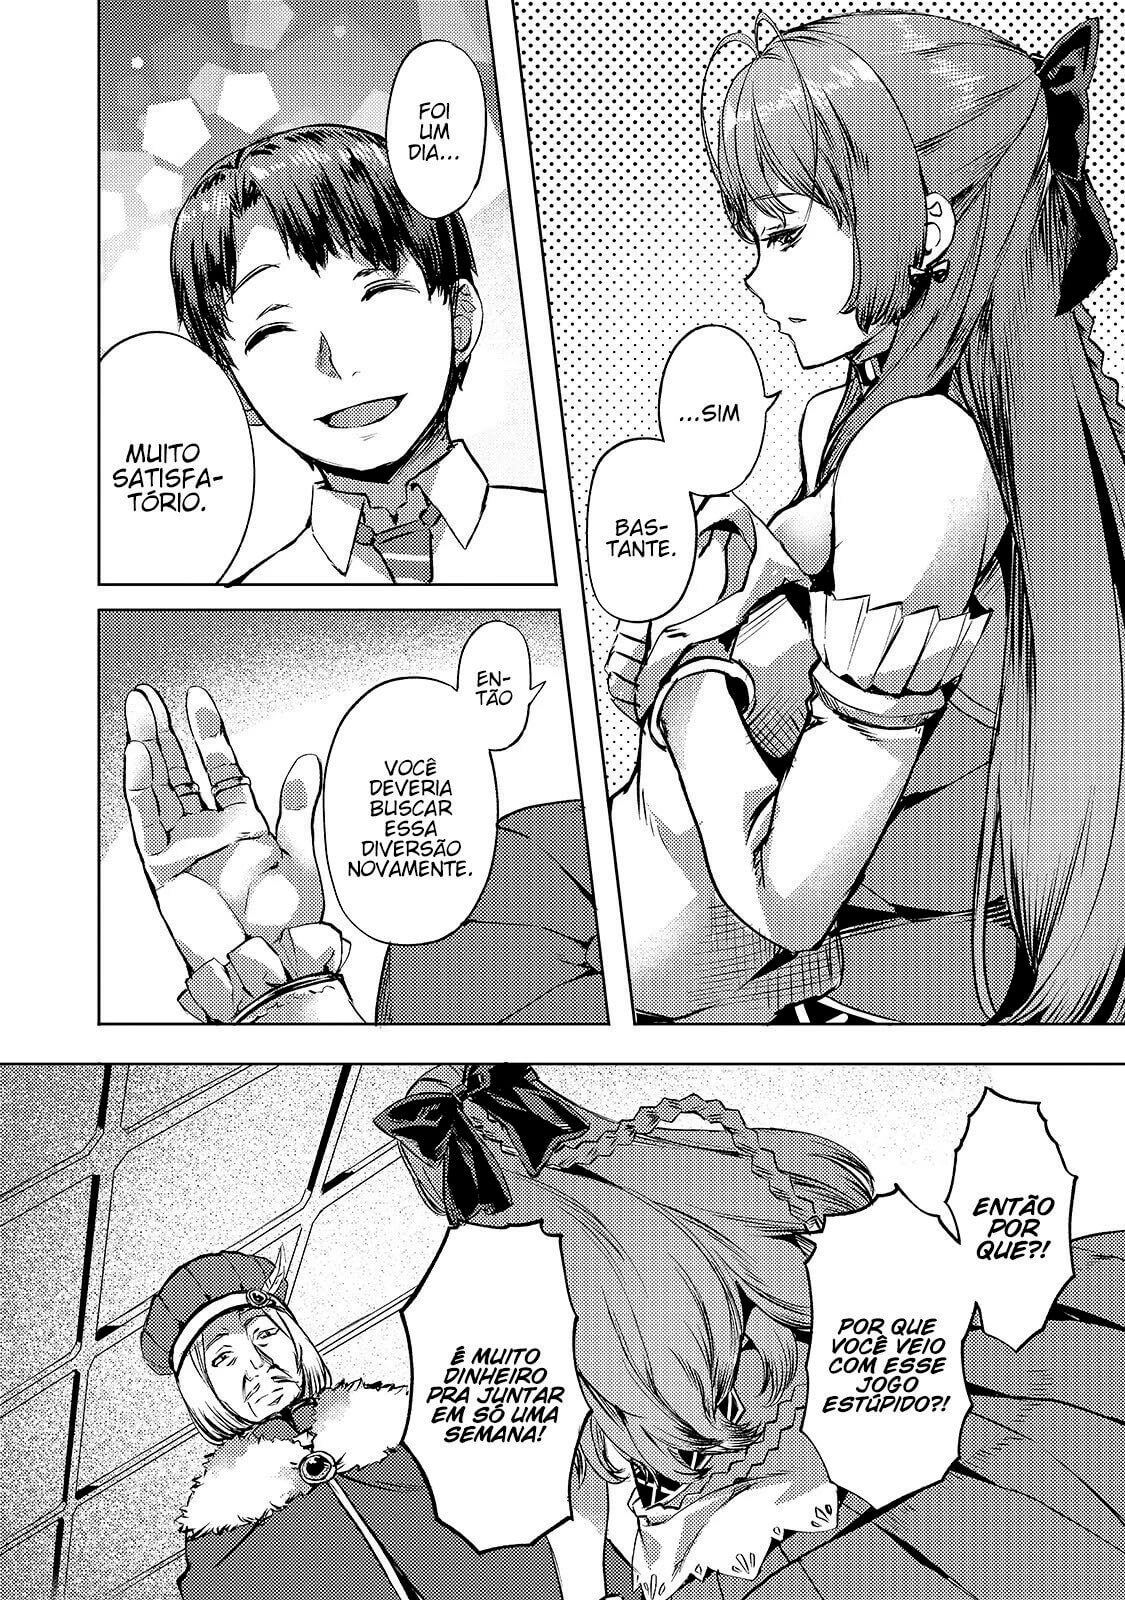 ...SIM
BAS-
TANTE.
FOI
UM
DIA...
MUITO
SATISFA-
TÓRIO.
EN-
TÃO
VOCÊ
DEVERIA
BUSCAR
ESSA
DIVERSÃO
NOVAMENTE.
ENTÃO
POR
QUE?!
POR QUE
VOCÊ VEIO
COM ESSE
JOGO
ESTÚPIDO?!
É MUITO
DINHEIRO
PRA JUNTAR
EM SÓ UMA
SEMANA!